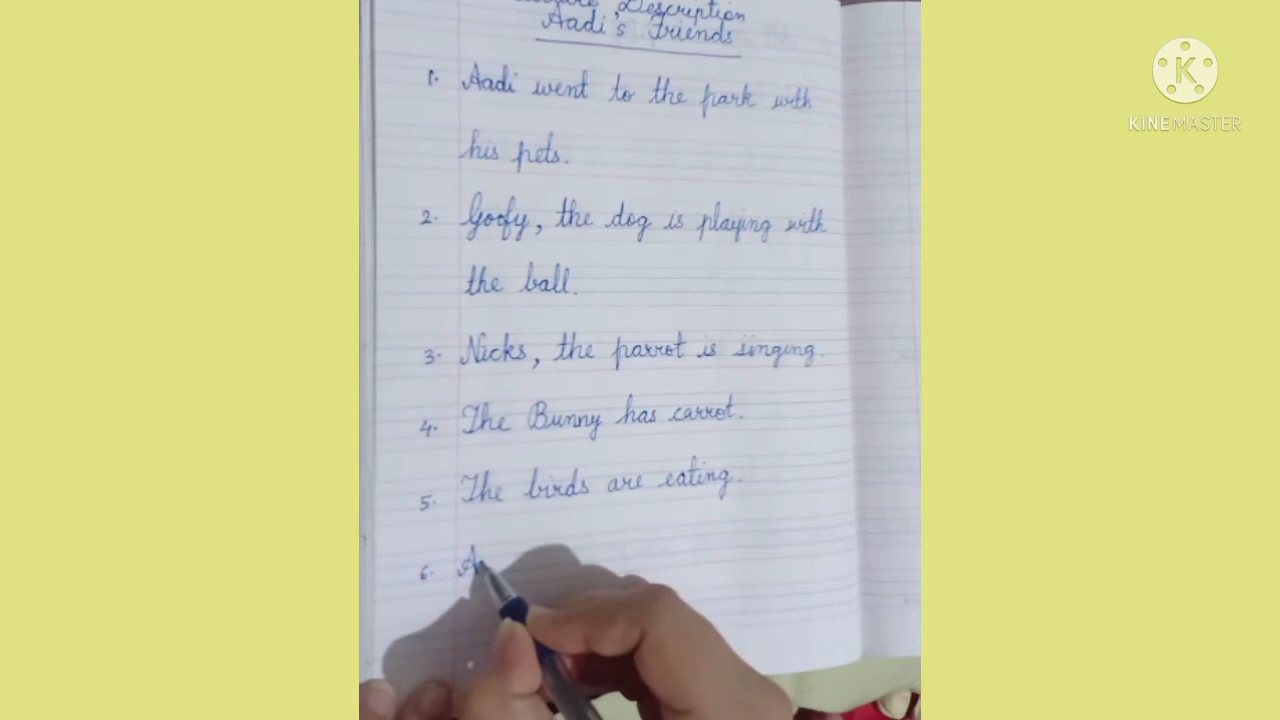 Description
Aadi's Friends
1. Aadi went to the park with
his pets.
2. Goofy, the dog is playing with
the ball.
3. Nicks, the parrot is singing.
4. The Bunny has carrot.
5. The birds are eating.
6. A
K
KINEMASTER